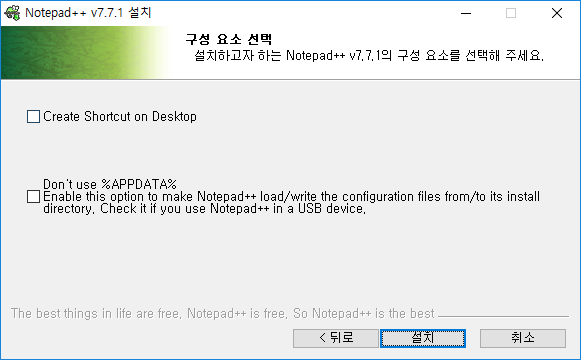 Notepad++ v7.7.1 설치
구성 요소 선택
설치하고자 하는 Notepad++ v7.7.1의 구성 요소를 선택해 주세요.
Create Shortcut on Desktop
Don't use %APPDATA%
Enable this option to make Notepad++ load/write the configuration files from/to its install
directory. Check it if you use Notepad++ in a USB device.
The best things in life are free. Notepad++ is free. So Notepad++ is the best
< 뒤로
설치
취소